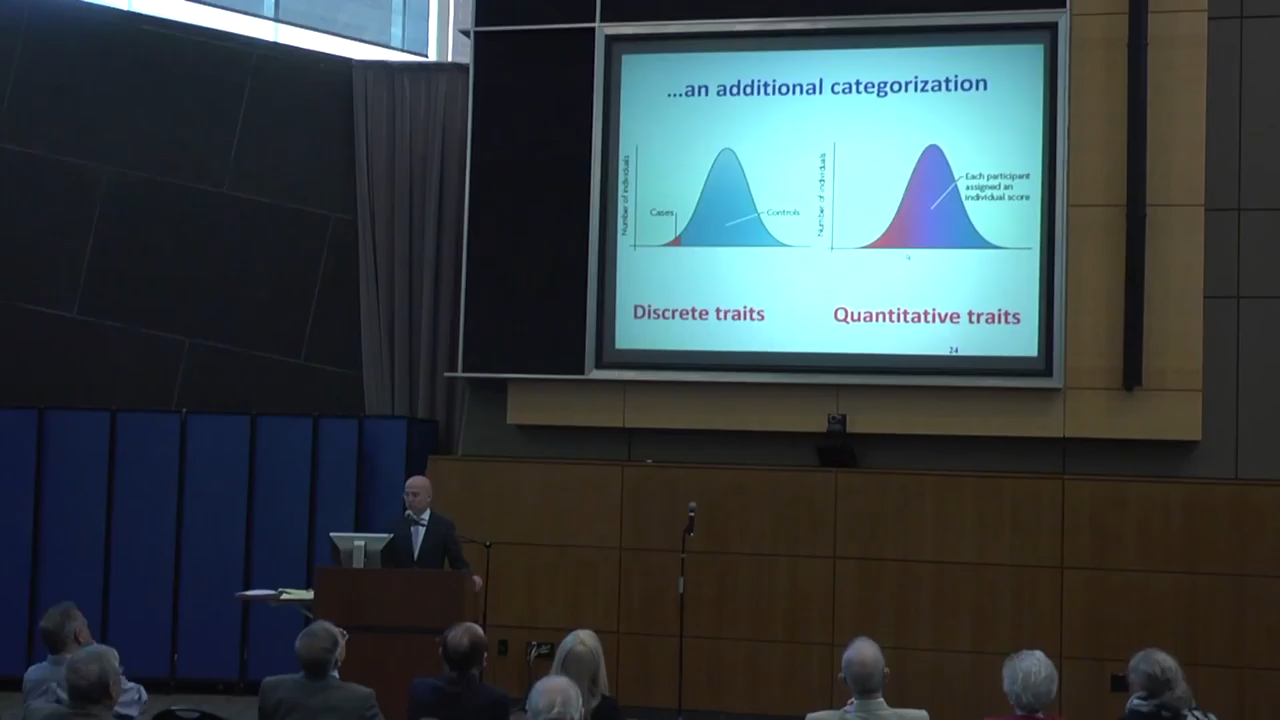 ...an additional categorization
Number of individuals
Cases
Controls
Number of individuals
Each participant
assigned an
individual score
Discrete traits
Quantitative traits
24